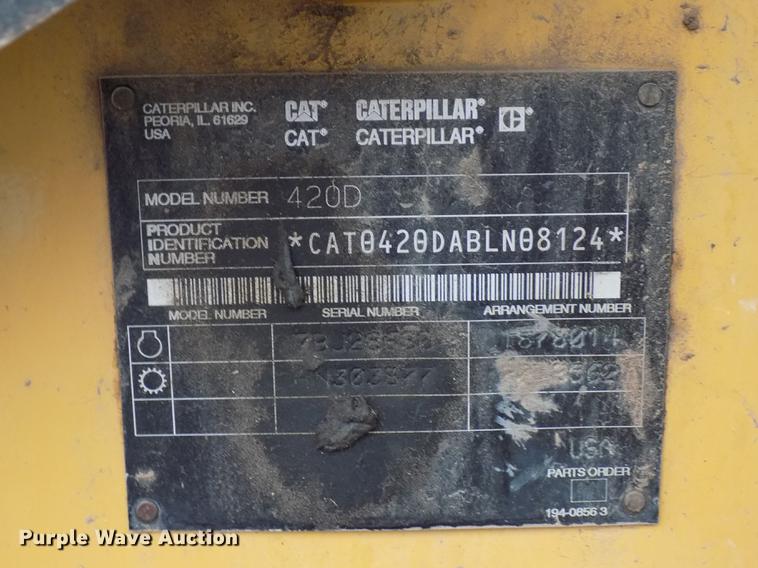 CATERPILLAR INC.
PEORIA, IL. 61629
USA
CAT® CATERPILLAR® C®
CAT® CATERPILLAR®
MODEL NUMBER 420D
PRODUCT
IDENTIFICATION
NUMBER
*CAT0420DABLN08124*
MODEL NUMBER SERIAL NUMBER ARRANGEMENT NUMBER
USA
PARTS ORDER
194-0856 3
Purple Wave Auction